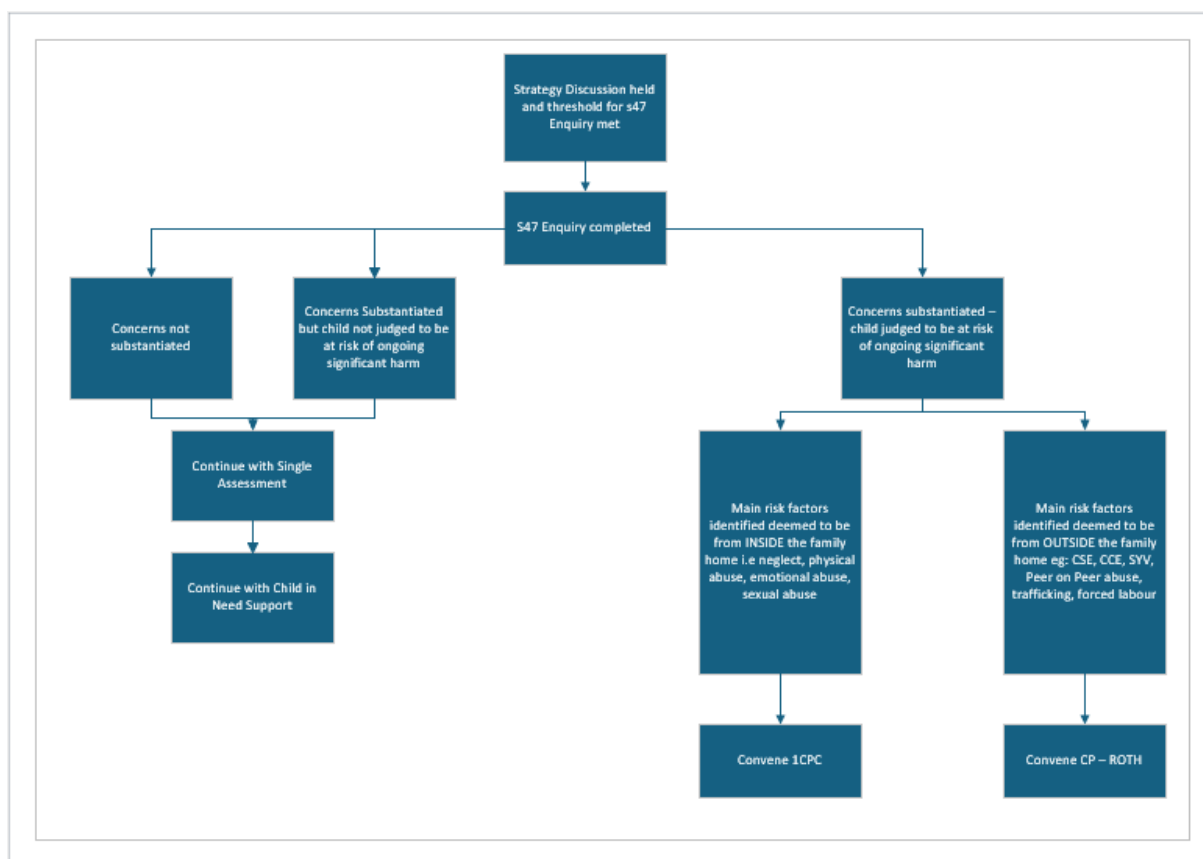 Strategy Discussion held
and threshold for s47
Enquiry met
S47 Enquiry completed
Concerns not
substantiated
Concerns Substantiated
but child not judged to be
at risk of ongoing
significant harm
Concerns substantiated –
child judged to be at risk
of ongoing significant
harm
Continue with Single
Assessment
Continue with Child in
Need Support
Main risk factors
identified deemed to be
from INSIDE the family
home i.e neglect, physical
abuse, emotional abuse,
sexual abuse
Main risk factors
identified deemed to be
from OUTSIDE the family
home eg: CSE, CCE, SYV,
Peer on Peer abuse,
trafficking, forced labour
Convene 1CPC
Convene CP – ROTH